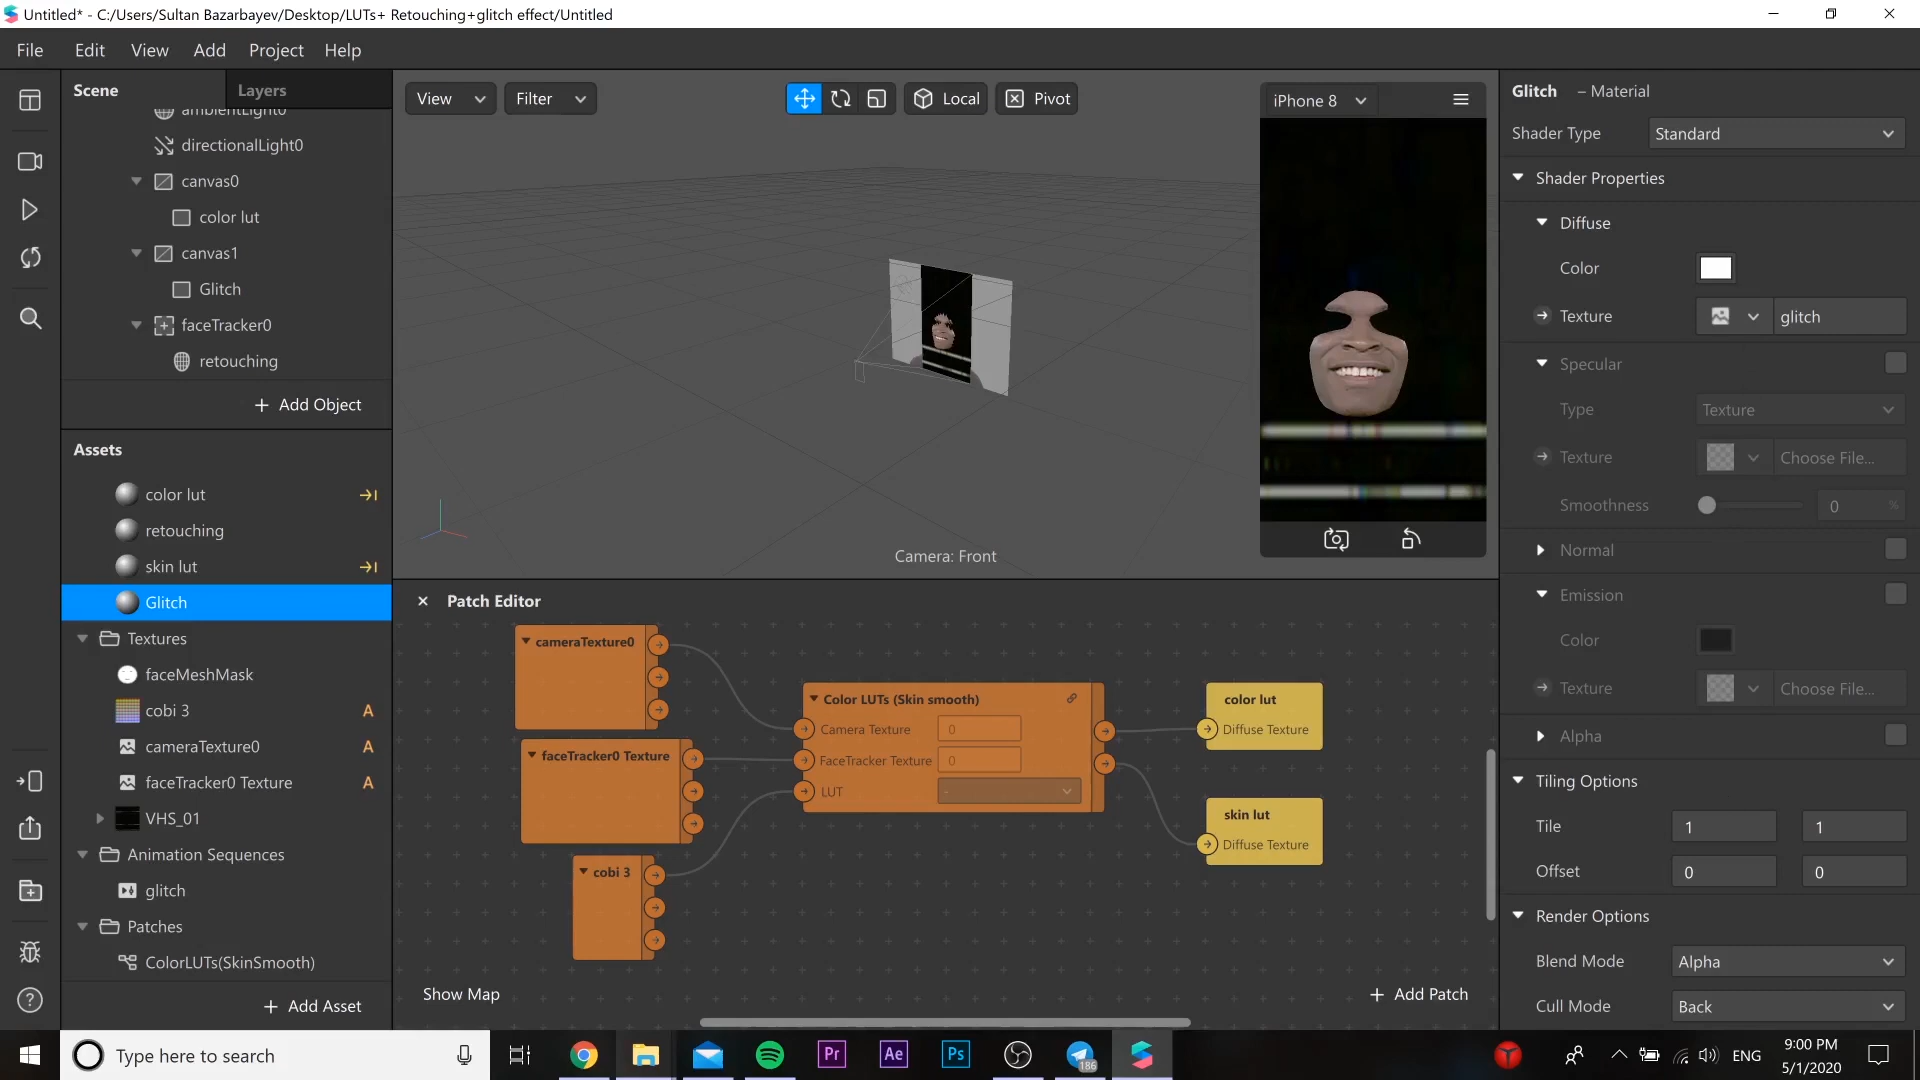 Untitled* - C:/Users/Sultan Bazarbayev/Desktop/LUTs+ Retouching+glitch effect/Untitled
File Edit View Add Project Help
Scene Layers
ambientLight0
directionalLight0
canvas0
color lut
canvas1
Glitch
faceTracker0
retouching
+ Add Object
Assets
color lut
retouching
skin lut
Glitch
Textures
faceMeshMask
cobi 3 A
cameraTexture0 A
faceTracker0 Texture A
VHS_01
Animation Sequences
glitch
Patches
ColorLUTs(SkinSmooth)
+ Add Asset
View Filter Local Pivot
iPhone 8
Camera: Front
Patch Editor
cameraTexture0
faceTracker0 Texture
cobi 3
Color LUTs (Skin smooth)
Camera Texture 0
FaceTracker Texture 0
LUT -
color lut
Diffuse Texture
skin lut
Diffuse Texture
Show Map
+ Add Patch
Glitch – Material
Shader Type Standard
Shader Properties
Diffuse
Color
Texture glitch
Specular
Type Texture
Texture Choose File...
Smoothness 0 %
Normal
Emission
Color
Texture Choose File...
Alpha
Tiling Options
Tile 1 1
Offset 0 0
Render Options
Blend Mode Alpha
Cull Mode Back
Type here to search
Pr
Ae
Ps
186
ENG
9:00 PM
5/1/2020